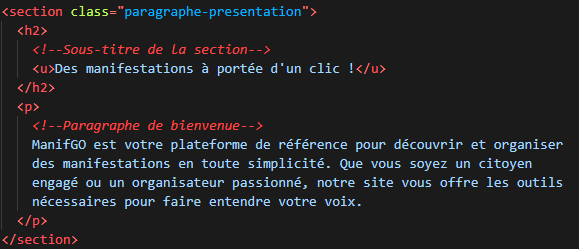 <section class="paragraphe-presentation">
<h2>
<!--Sous-titre de la section-->
<u>Des manifestations à portée d'un clic !</u>
</h2>
<p>
<!--Paragraphe de bienvenue-->
ManifGO est votre plateforme de référence pour découvrir et organiser
des manifestations en toute simplicité. Que vous soyez un citoyen
engagé ou un organisateur passionné, notre site vous offre les outils
nécessaires pour faire entendre votre voix.
</p>
</section>